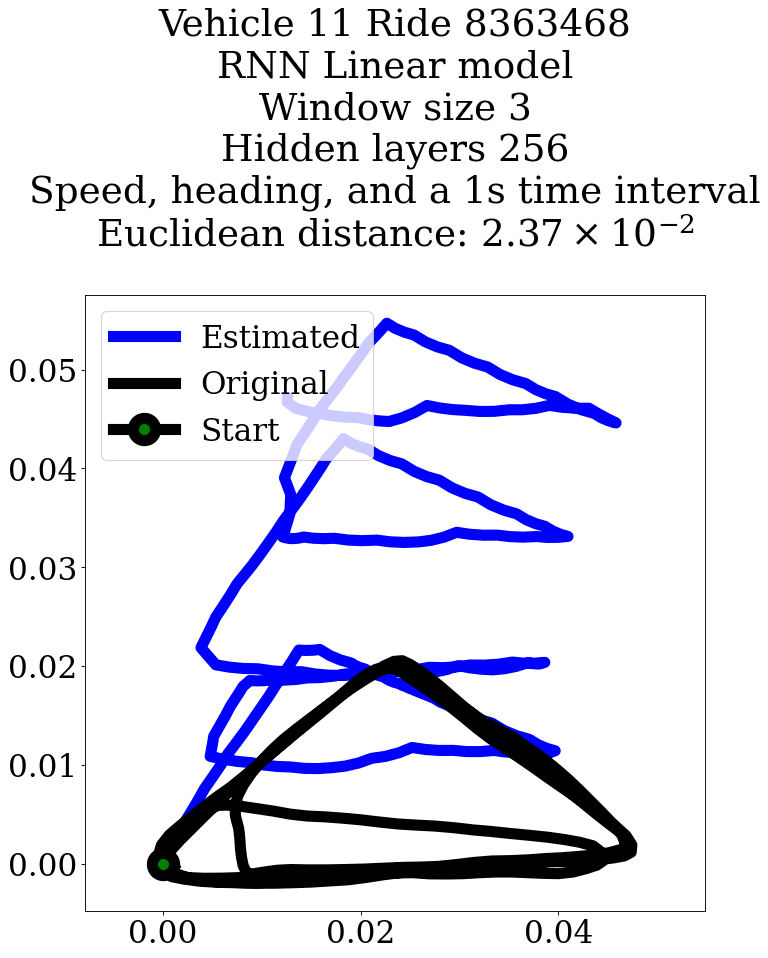 Vehicle 11 Ride 8363468
RNN Linear model
Window size 3
Hidden layers 256
Speed, heading, and a 1s time interval
Euclidean distance: 2.37 × 10⁻²
Estimated
Original
Start
0.05
0.04
0.03
0.02
0.01
0.00
0.00 0.02 0.04